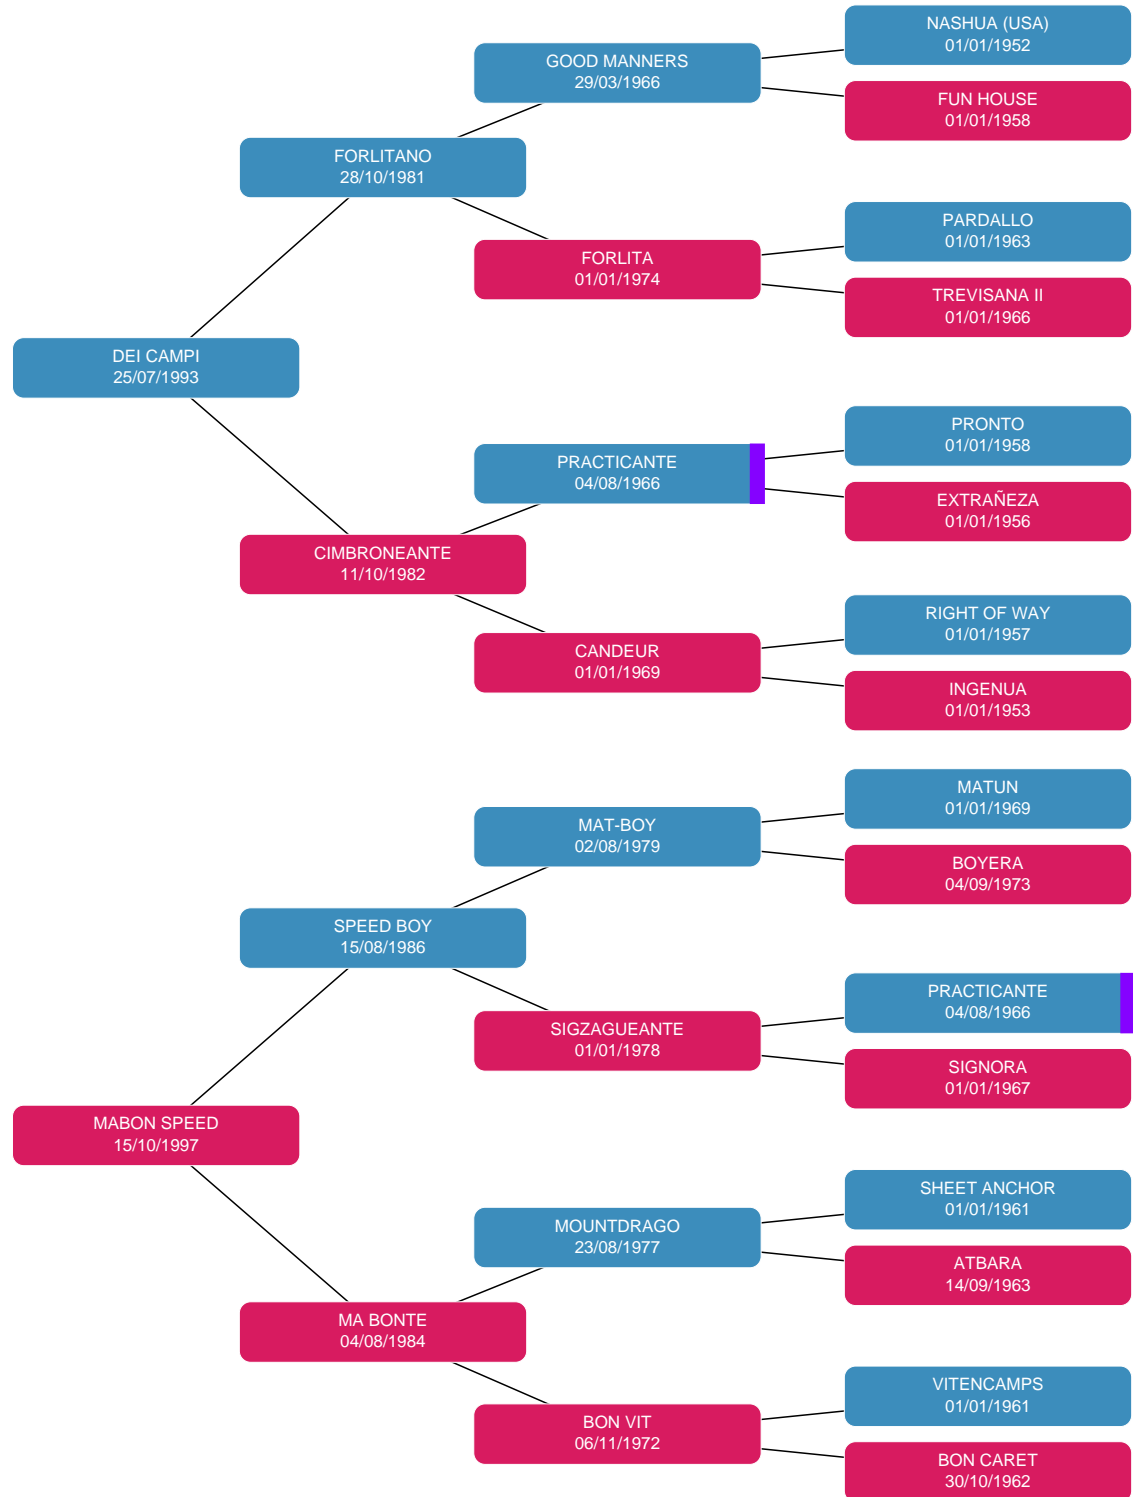 NASHUA (USA)
01/01/1952
GOOD MANNERS
29/03/1966
FUN HOUSE
01/01/1958
FORLITANO
28/10/1981
PARDALLO
01/01/1963
FORLITA
01/01/1974
TREVISANA II
01/01/1966
DEI CAMPI
25/07/1993
PRONTO
01/01/1958
PRACTICANTE
04/08/1966
EXTRAÑEZA
01/01/1956
CIMBRONEANTE
11/10/1982
RIGHT OF WAY
01/01/1957
CANDEUR
01/01/1969
INGENUA
01/01/1953
MATUN
01/01/1969
MAT-BOY
02/08/1979
BOYERA
04/09/1973
SPEED BOY
15/08/1986
PRACTICANTE
04/08/1966
SIGZAGUEANTE
01/01/1978
SIGNORA
01/01/1967
MABON SPEED
15/10/1997
SHEET ANCHOR
01/01/1961
MOUNTDRAGO
23/08/1977
ATBARA
14/09/1963
MA BONTE
04/08/1984
VITENCAMPS
01/01/1961
BON VIT
06/11/1972
BON CARET
30/10/1962